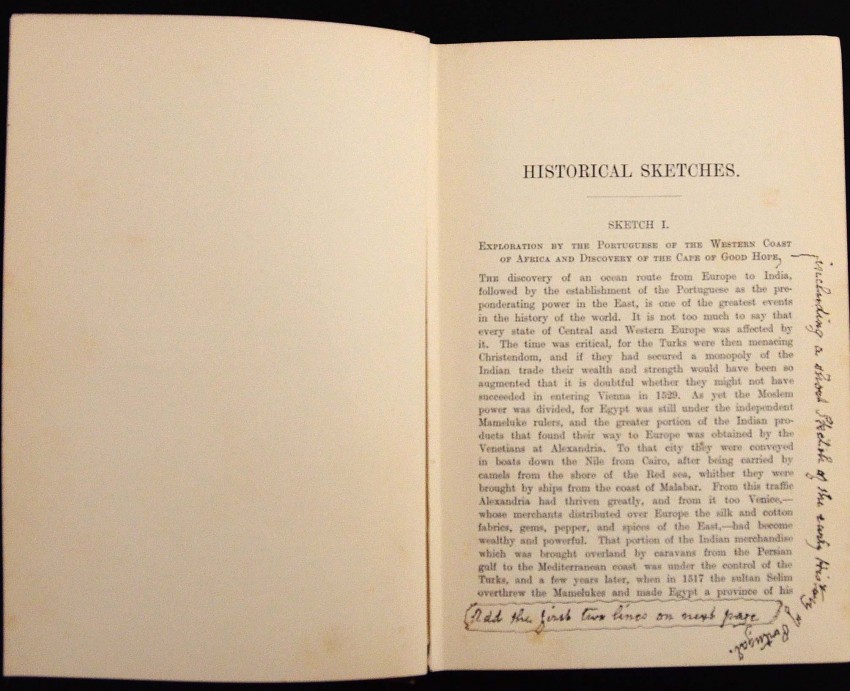 HISTORICAL SKETCHES.
SKETCH I.
EXPLORATION BY THE PORTUGUESE OF THE WESTERN COAST
OF AFRICA AND DISCOVERY OF THE CAPE OF GOOD HOPE,
THE discovery of an ocean route from Europe to India,
followed by the establishment of the Portuguese as the pre-
ponderating power in the East, is one of the greatest events
in the history of the world. It is not too much to say that
every state of Central and Western Europe was affected by
it. The time was critical, for the Turks were then menacing
Christendom, and if they had secured a monopoly of the
Indian trade their wealth and strength would have been so
augmented that it is doubtful whether they might not have
succeeded in entering Vienna in 1529. As yet the Moslem
power was divided, for Egypt was still under the independent
Mameluke rulers, and the greater portion of the Indian pro-
ducts that found their way to Europe was obtained by the
Venetians at Alexandria. To that city they were conveyed
in boats down the Nile from Cairo, after being carried by
camels from the shore of the Red sea, whither they were
brought by ships from the coast of Malabar. From this traffic
Alexandria had thriven greatly, and from it too Venice,—
whose merchants distributed over Europe the silk and cotton
fabrics, gems, pepper, and spices of the East,—had become
wealthy and powerful. That portion of the Indian merchandise
which was brought overland by caravans from the Persian
gulf to the Mediterranean coast was under the control of the
Turks, and a few years later, when in 1517 the sultan Selim
overthrew the Mamelukes and made Egypt a province of his
Add the first two lines on next page
including a short Sketch of the early History
of Portugal.